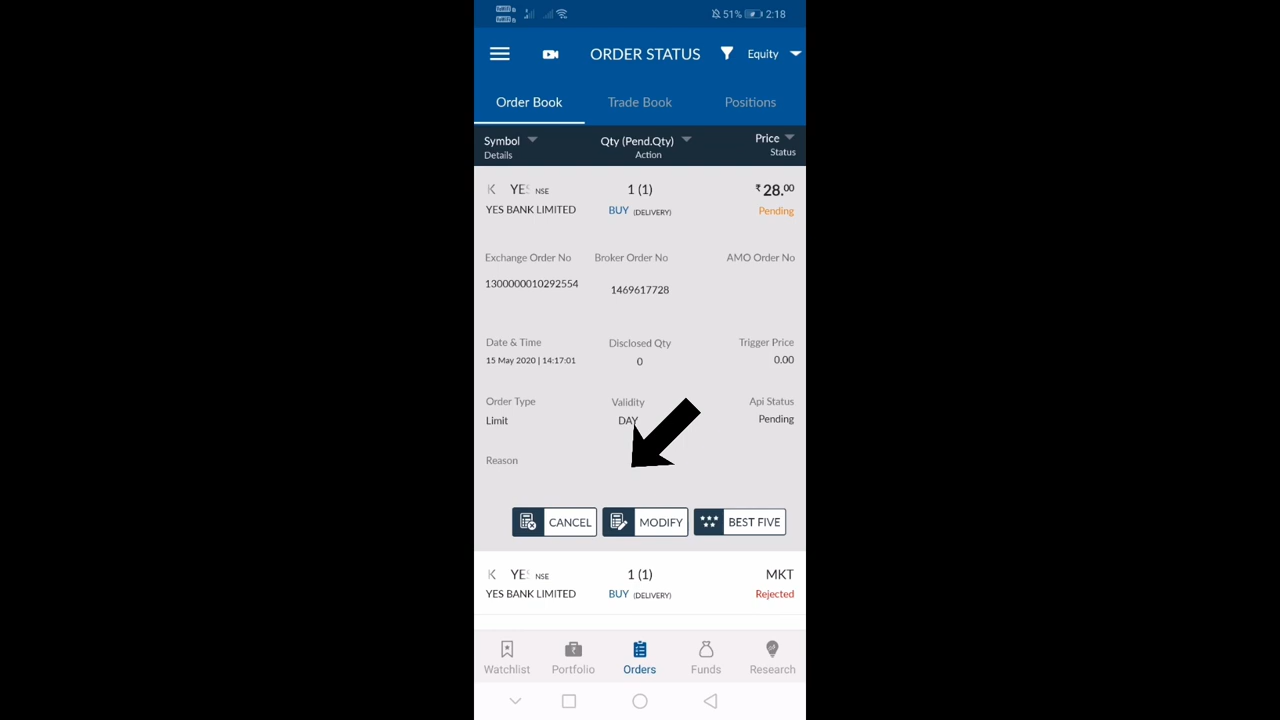 51% 2:18
ORDER STATUS Equity
Order Book Trade Book Positions
Symbol Qty (Pend.Qty) Price
Details Action Status
K YES NSE 1 (1) ₹28.00
YES BANK LIMITED BUY (DELIVERY) Pending
Exchange Order No Broker Order No AMO Order No
1300000010292554 1469617728
Date & Time Disclosed Qty Trigger Price
15 May 2020 | 14:17:01 0 0.00
Order Type Validity Api Status
Limit DAY Pending
Reason
CANCEL MODIFY BEST FIVE
K YES NSE 1 (1) MKT
YES BANK LIMITED BUY (DELIVERY) Rejected
Watchlist Portfolio Orders Funds Research